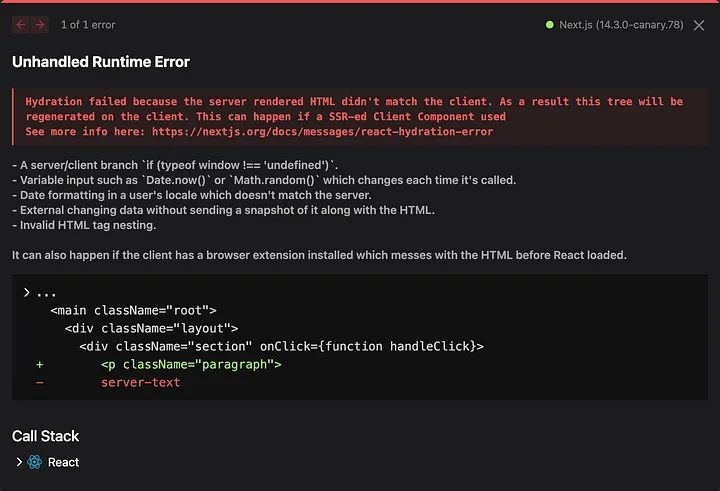 1 of 1 error
Next.js (14.3.0-canary.78)
Unhandled Runtime Error
Hydration failed because the server rendered HTML didn't match the client. As a result this tree will be
regenerated on the client. This can happen if a SSR-ed Client Component used
See more info here: https://nextjs.org/docs/messages/react-hydration-error
- A server/client branch `if (typeof window !== 'undefined')`.
- Variable input such as `Date.now()` or `Math.random()` which changes each time it's called.
- Date formatting in a user's locale which doesn't match the server.
- External changing data without sending a snapshot of it along with the HTML.
- Invalid HTML tag nesting.
It can also happen if the client has a browser extension installed which messes with the HTML before React loaded.
...
<main className="root">
<div className="layout">
<div className="section" onClick={function handleClick}>
+ <p className="paragraph">
- server-text
Call Stack
React